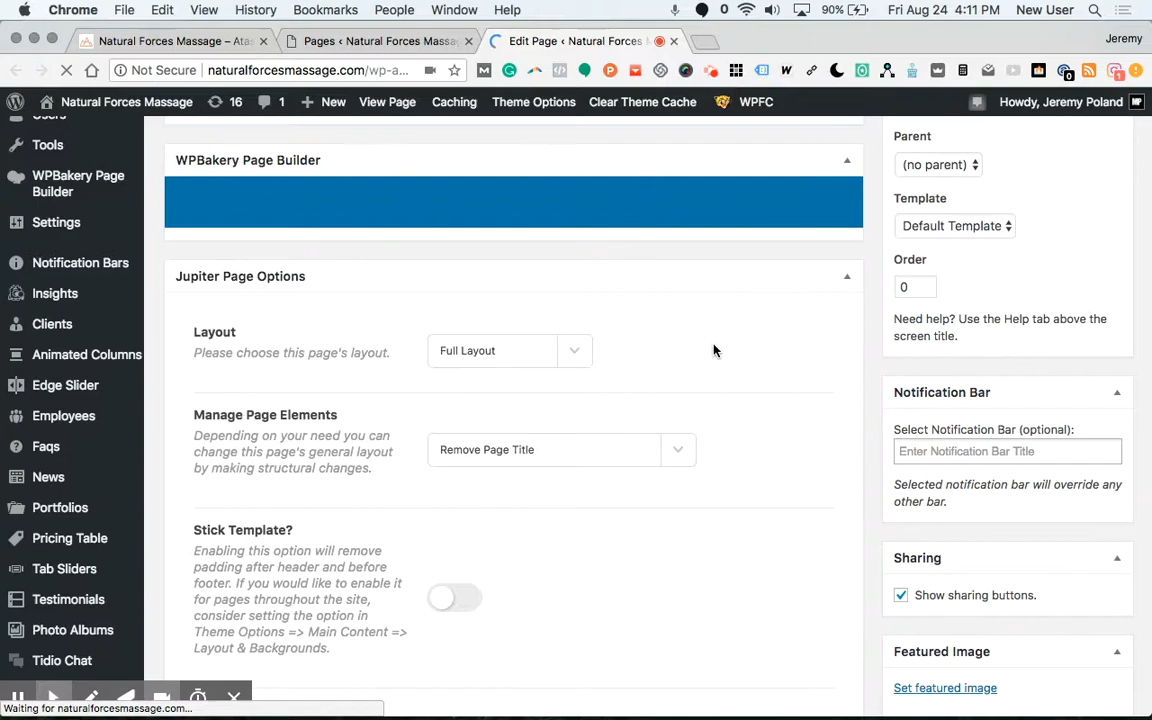 Chrome File Edit View History Bookmarks People Window Help 0 90% Fri Aug 24 4:11 PM New User
Natural Forces Massage – Atas Pages ‹ Natural Forces Massa Edit Page ‹ Natural Forces Jeremy
Not Secure naturalforcesmassage.com/wp-a...
Natural Forces Massage 16 1 New View Page Caching Theme Options Clear Theme Cache WPFC Howdy, Jeremy Poland
Users
Tools
WPBakery Page
Builder
Settings
Notification Bars
Insights
Clients
Animated Columns
Edge Slider
Employees
Faqs
News
Portfolios
Pricing Table
Tab Sliders
Testimonials
Photo Albums
Tidio Chat
Waiting for naturalforcesmassage.com...
WPBakery Page Builder
Jupiter Page Options
Layout
Please choose this page's layout.
Full Layout
Manage Page Elements
Depending on your need you can
change this page's general layout
by making structural changes.
Remove Page Title
Stick Template?
Enabling this option will remove
padding after header and before
footer. If you would like to enable it
for pages throughout the site,
consider setting the option in
Theme Options => Main Content =>
Layout & Backgrounds.
Parent
(no parent)
Template
Default Template
Order
0
Need help? Use the Help tab above the
screen title.
Notification Bar
Select Notification Bar (optional):
Enter Notification Bar Title
Selected notification bar will override any
other bar.
Sharing
Show sharing buttons.
Featured Image
Set featured image